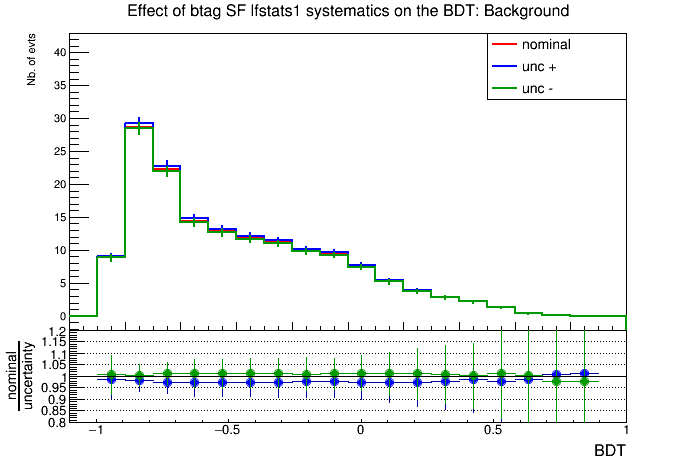 Effect of btag SF lfstats1 systematics on the BDT: Background
Nb. of evts
nominal
unc +
unc -
40
35
30
25
20
15
10
5
0
nominal
uncertainty
1.2
1.15
1.1
1.05
1
0.95
0.9
0.85
0.8
−1
−0.5
0
0.5
1
BDT